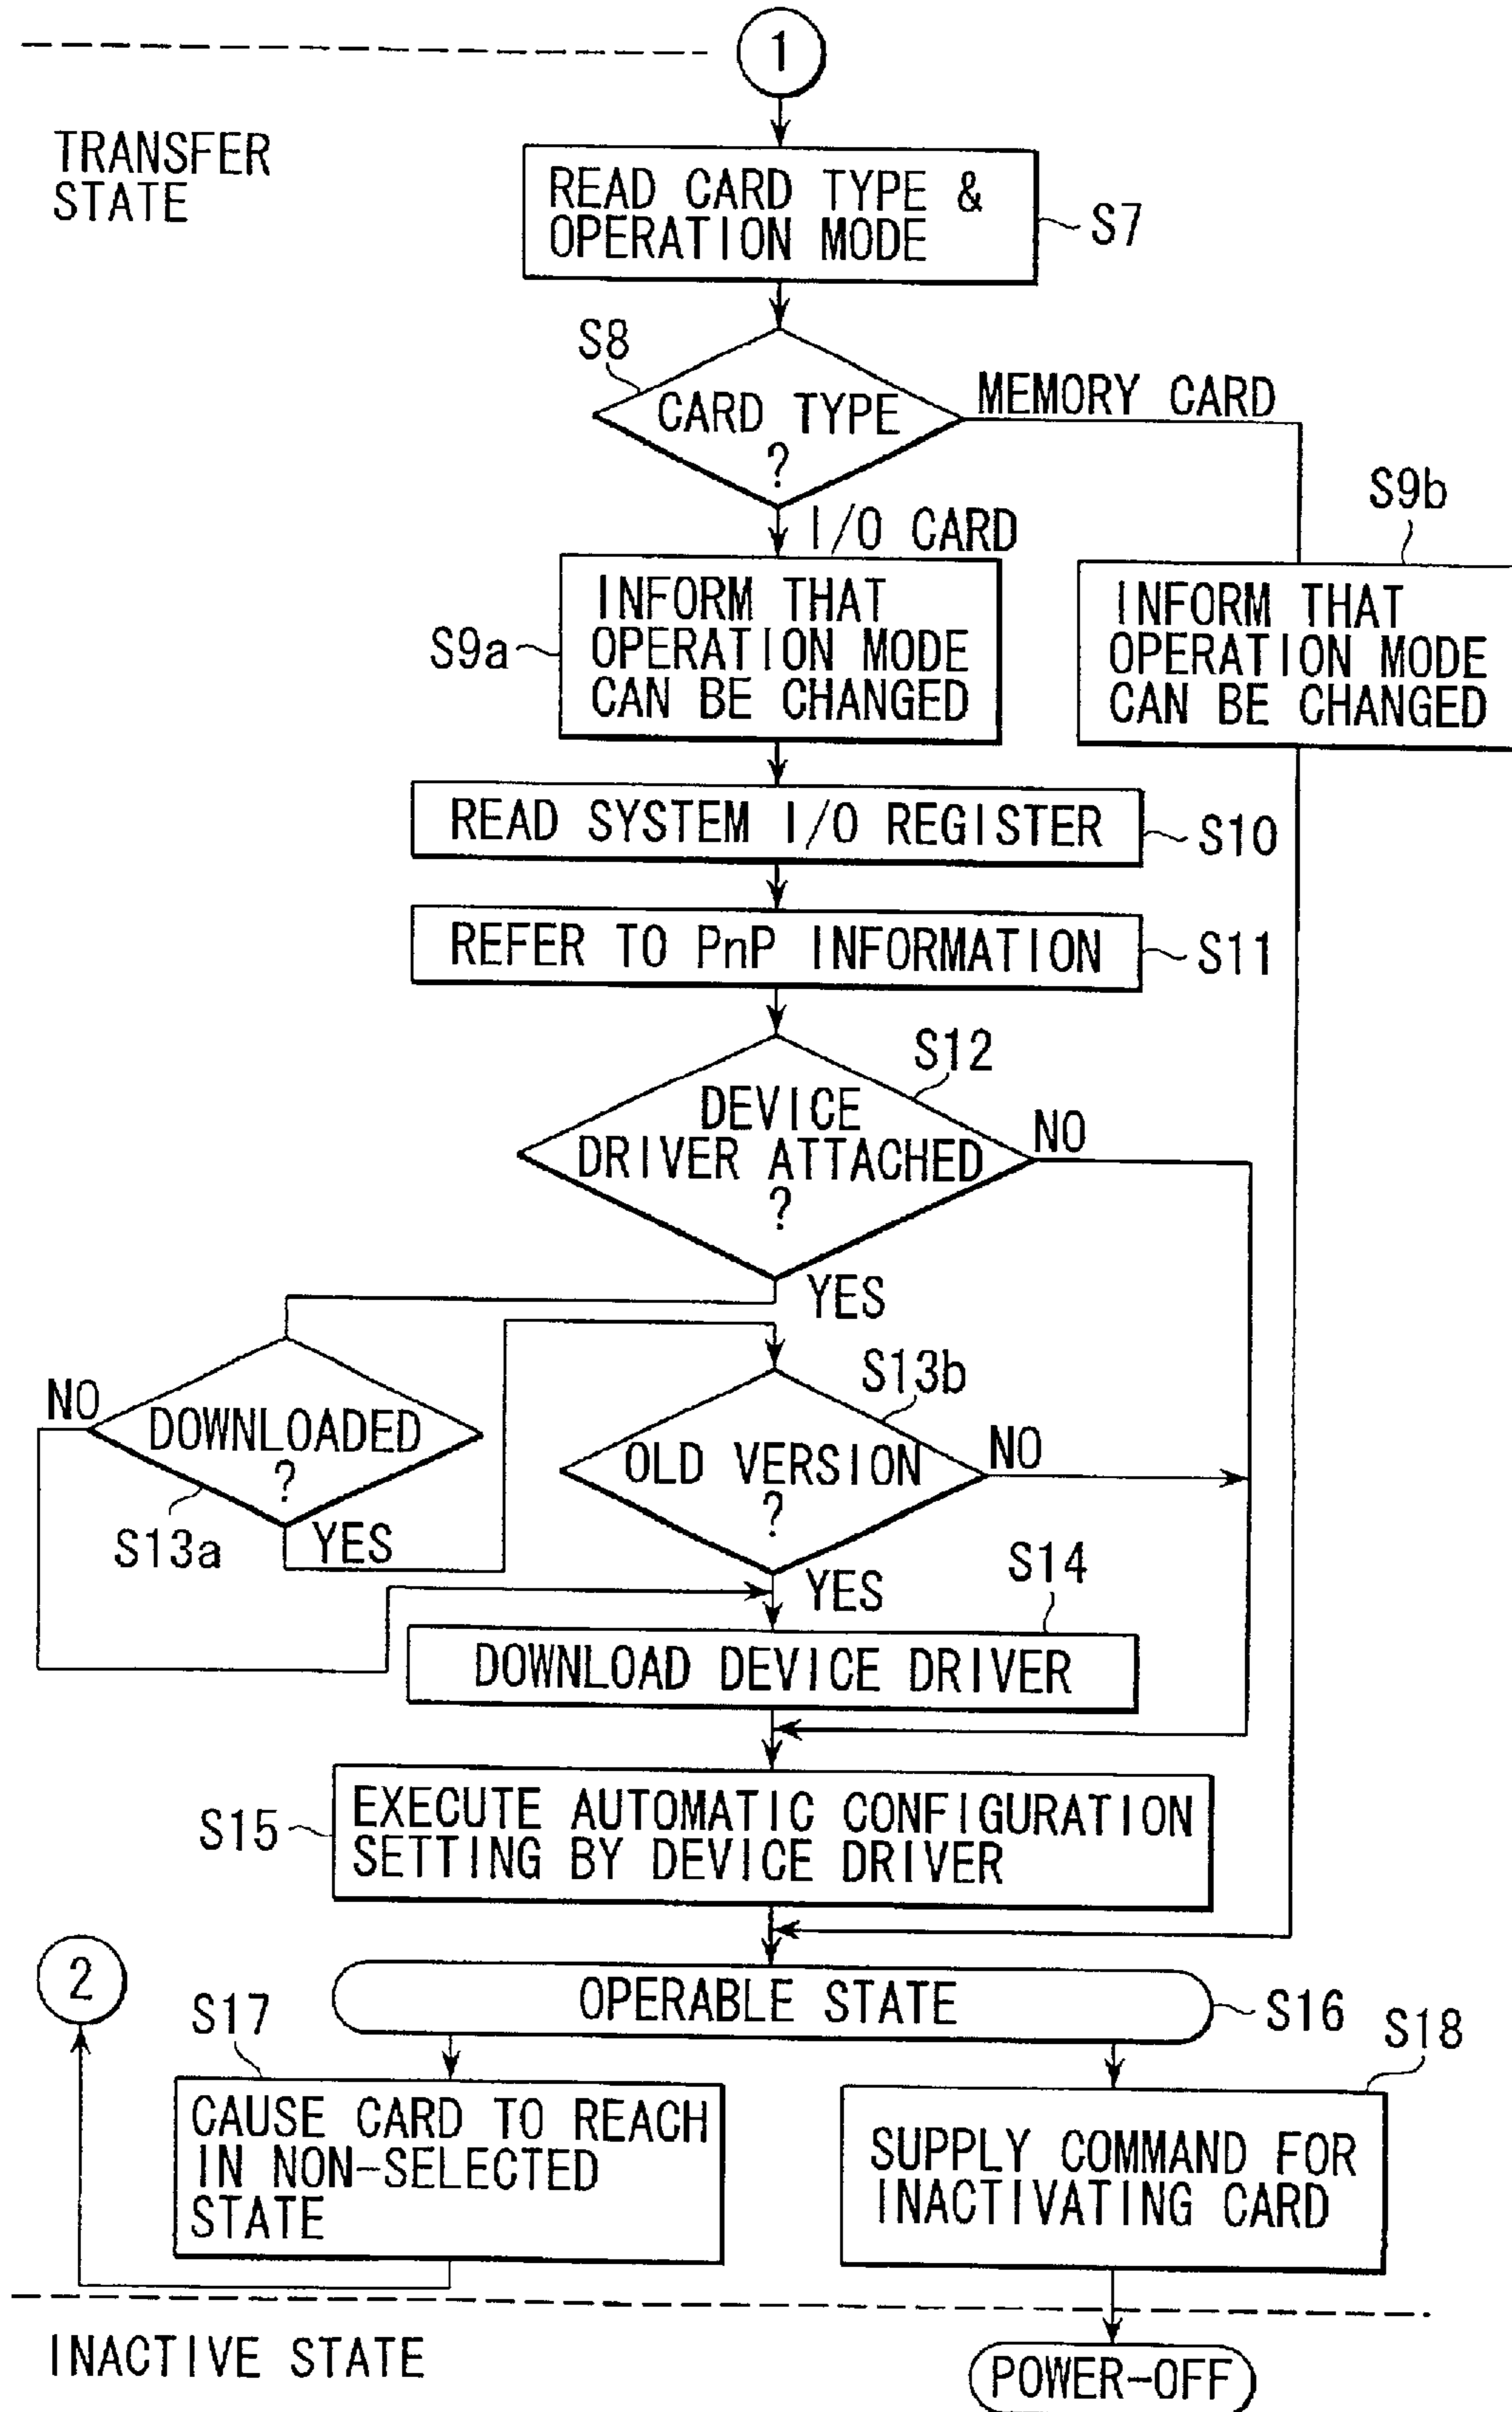 1
TRANSFER
STATE
READ CARD TYPE &
OPERATION MODE
S7
S8
CARD TYPE
?
MEMORY CARD
I/O CARD
S9b
S9a
INFORM THAT
OPERATION MODE
CAN BE CHANGED
INFORM THAT
OPERATION MODE
CAN BE CHANGED
READ SYSTEM I/O REGISTER
S10
REFER TO PnP INFORMATION
S11
S12
DEVICE
DRIVER ATTACHED
?
NO
YES
NO
DOWNLOADED
?
S13a
YES
S13b
OLD VERSION
?
NO
YES
S14
DOWNLOAD DEVICE DRIVER
S15
EXECUTE AUTOMATIC CONFIGURATION
SETTING BY DEVICE DRIVER
2
OPERABLE STATE
S16
S17
CAUSE CARD TO REACH
IN NON-SELECTED
STATE
S18
SUPPLY COMMAND FOR
INACTIVATING CARD
INACTIVE STATE
POWER-OFF